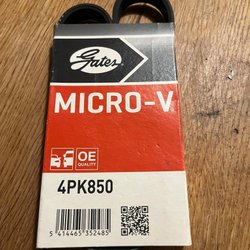 Gates
MICRO-V
OE
QUALITY
4PK850
5 414465 352485